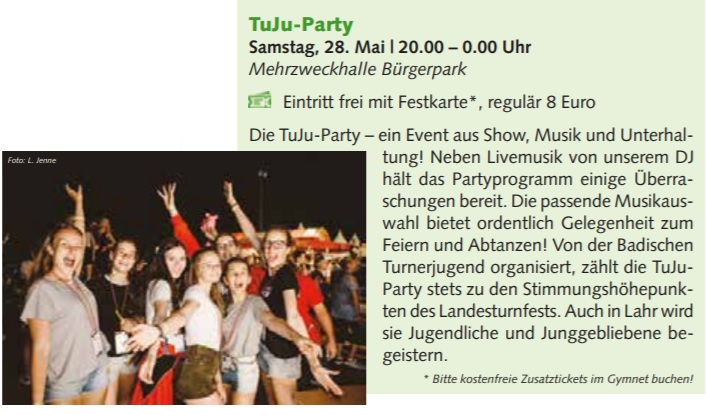 TuJu-Party
Samstag, 28. Mai | 20.00 – 0.00 Uhr
Mehrzweckhalle Bürgerpark
Eintritt frei mit Festkarte*, regulär 8 Euro
Die TuJu-Party – ein Event aus Show, Musik und Unterhal-
tung! Neben Livemusik von unserem DJ
hält das Partyprogramm einige Überra-
schungen bereit. Die passende Musikaus-
wahl bietet ordentlich Gelegenheit zum
Feiern und Abtanzen! Von der Badischen
Turnerjugend organisiert, zählt die TuJu-
Party stets zu den Stimmungshöhepunk-
ten des Landesturnfests. Auch in Lahr wird
sie Jugendliche und Junggebliebene be-
geistern.
* Bitte kostenfreie Zusatztickets im Gymnet buchen!
Foto: L. Jenne